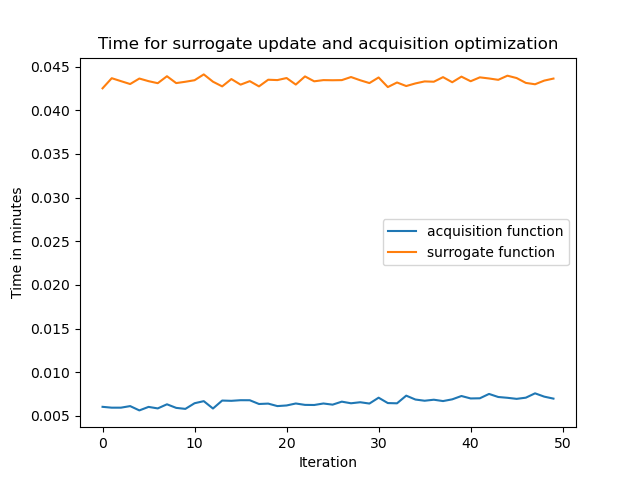 Time for surrogate update and acquisition optimization
0.045
0.040
0.035
0.030
0.025
0.020
0.015
0.010
0.005
Time in minutes
acquisition function
surrogate function
0 10 20 30 40 50
Iteration